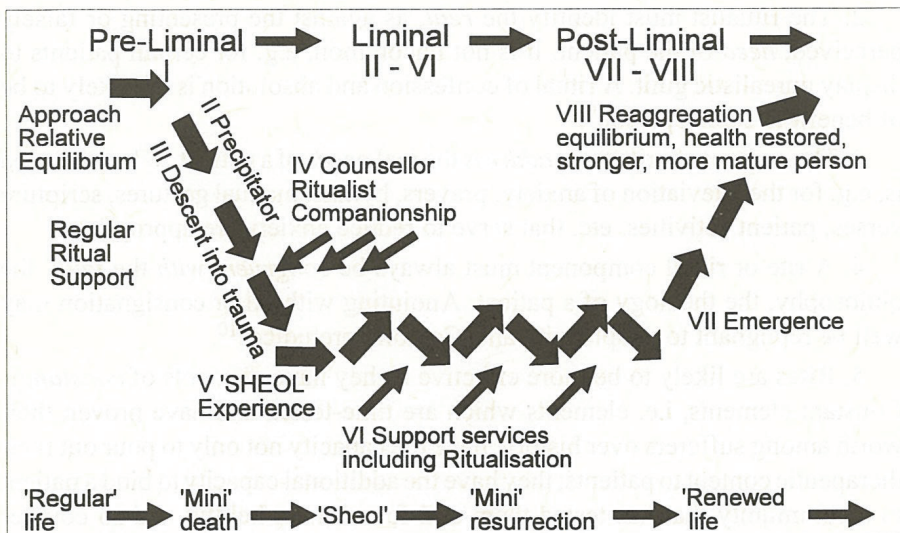 Pre-Liminal
I
Liminal
II - VI
Post-Liminal
VII - VIII
Approach
Relative
Equilibrium
II Precipitator
III Descent into trauma
Regular
Ritual
Support
IV Counsellor
Ritualist
Companionship
VIII Reaggregation
equilibrium, health restored
stronger, more mature person
VII Emergence
V 'SHEOL'
Experience
VI Support services
including Ritualisation
'Regular'
life
'Mini'
death
'Sheol'
'Mini'
resurrection
'Renewed
life